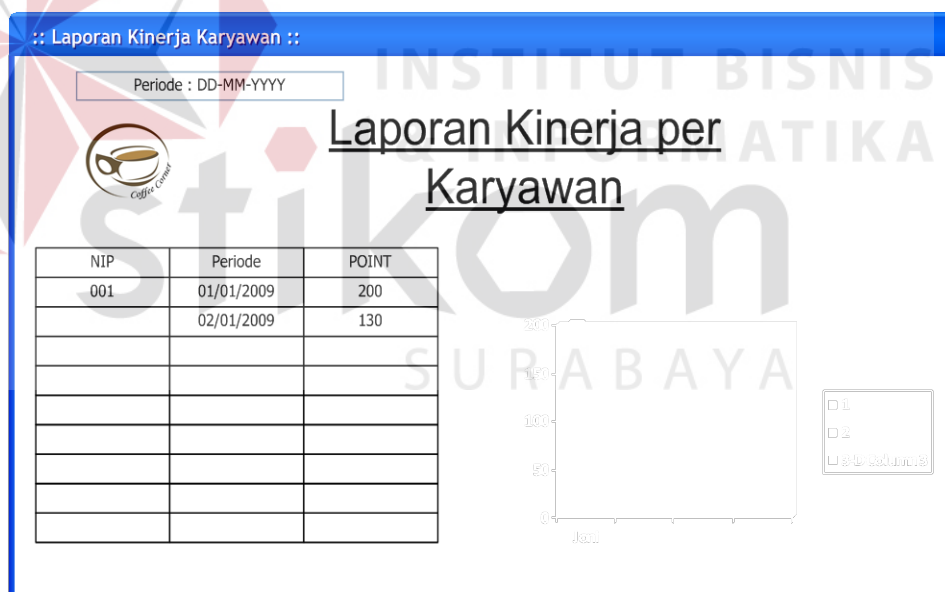 :: Laporan Kinerja Karyawan ::
INSTITUT BISNIS
Periode : DD-MM-YYYY
& INFORMATIKA
Laporan Kinerja per
Karyawan
Coffee Corner
stikom
SURABAYA
NIP Periode POINT
001 01/01/2009 200
02/01/2009 130
200
150
100
50
0
1
2